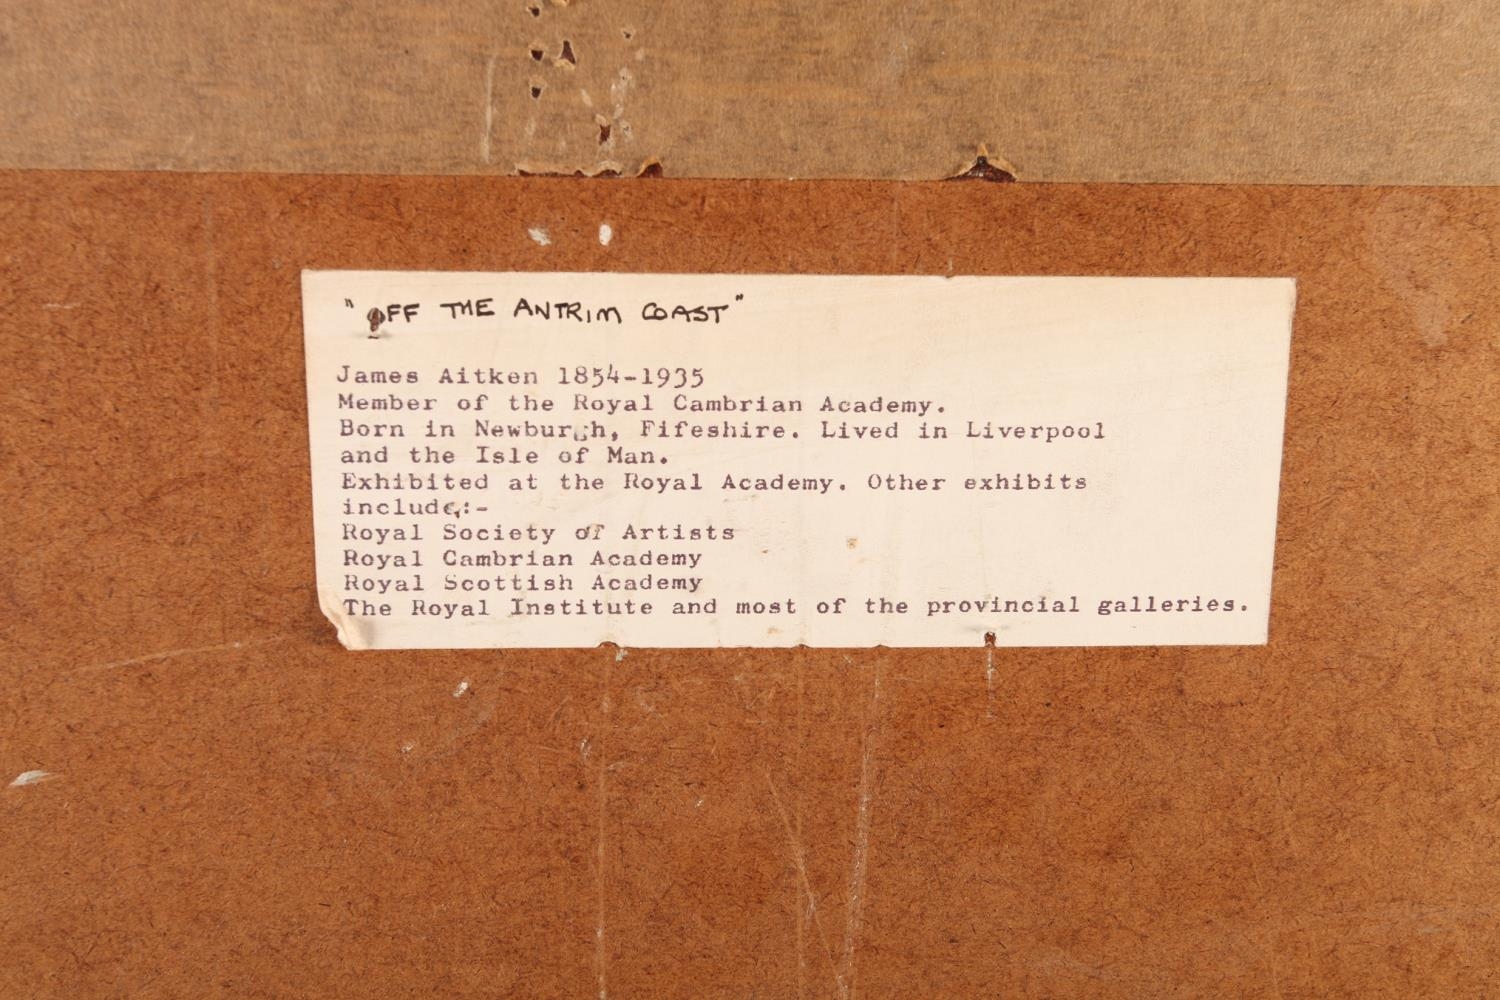 "OFF THE ANTRIM COAST"
James Aitken 1854-1935
Member of the Royal Cambrian Academy.
Born in Newburgh, Fifeshire. Lived in Liverpool
and the Isle of Man.
Exhibited at the Royal Academy. Other exhibits
include:-
Royal Society of Artists
Royal Cambrian Academy
Royal Scottish Academy
The Royal Institute and most of the provincial galleries.